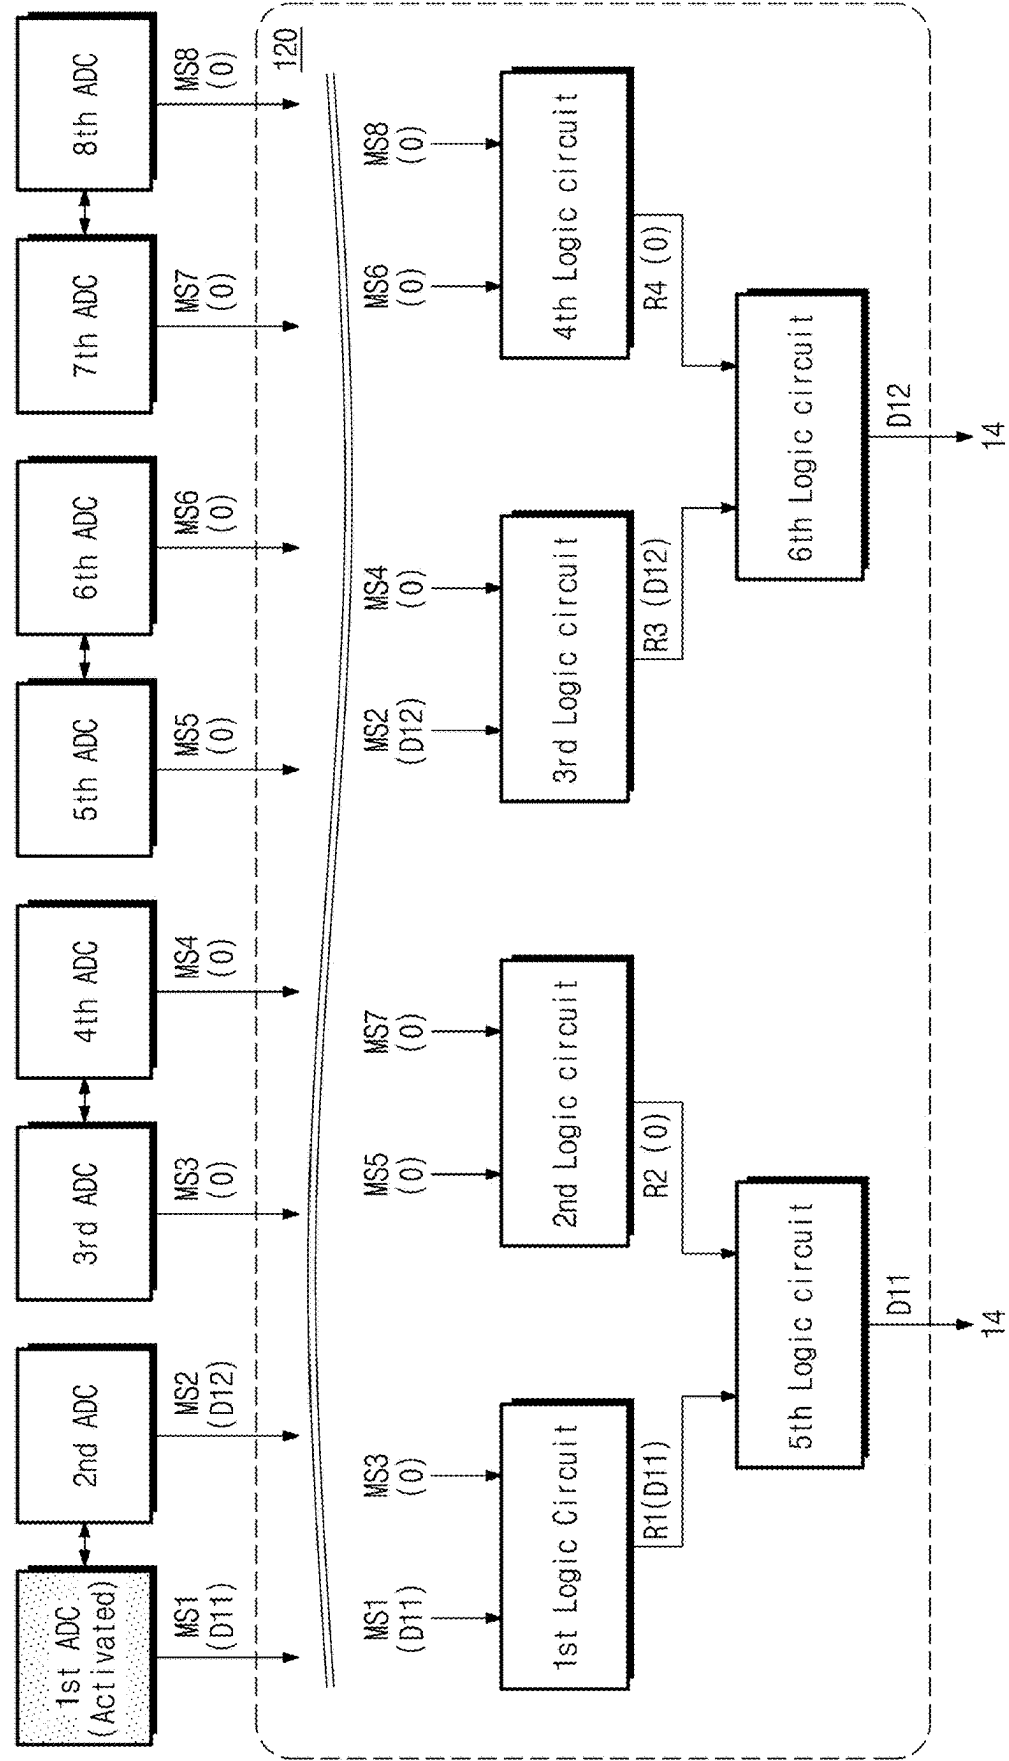 1st ADC
(Activated)
2nd ADC
3rd ADC
4th ADC
5th ADC
6th ADC
7th ADC
8th ADC
MS1
(D11)
MS2
(D12)
MS3
(0)
MS4
(0)
MS5
(0)
MS6
(0)
MS7
(0)
MS8
(0)
120
MS1
(D11)
MS3
(0)
MS5
(0)
MS7
(0)
MS2
(D12)
MS4
(0)
MS6
(0)
MS8
(0)
1st Logic Circuit
2nd Logic circuit
3rd Logic circuit
4th Logic circuit
R1(D11)
R2 (0)
R3 (D12)
R4 (0)
5th Logic circuit
6th Logic circuit
D11
D12
14
14